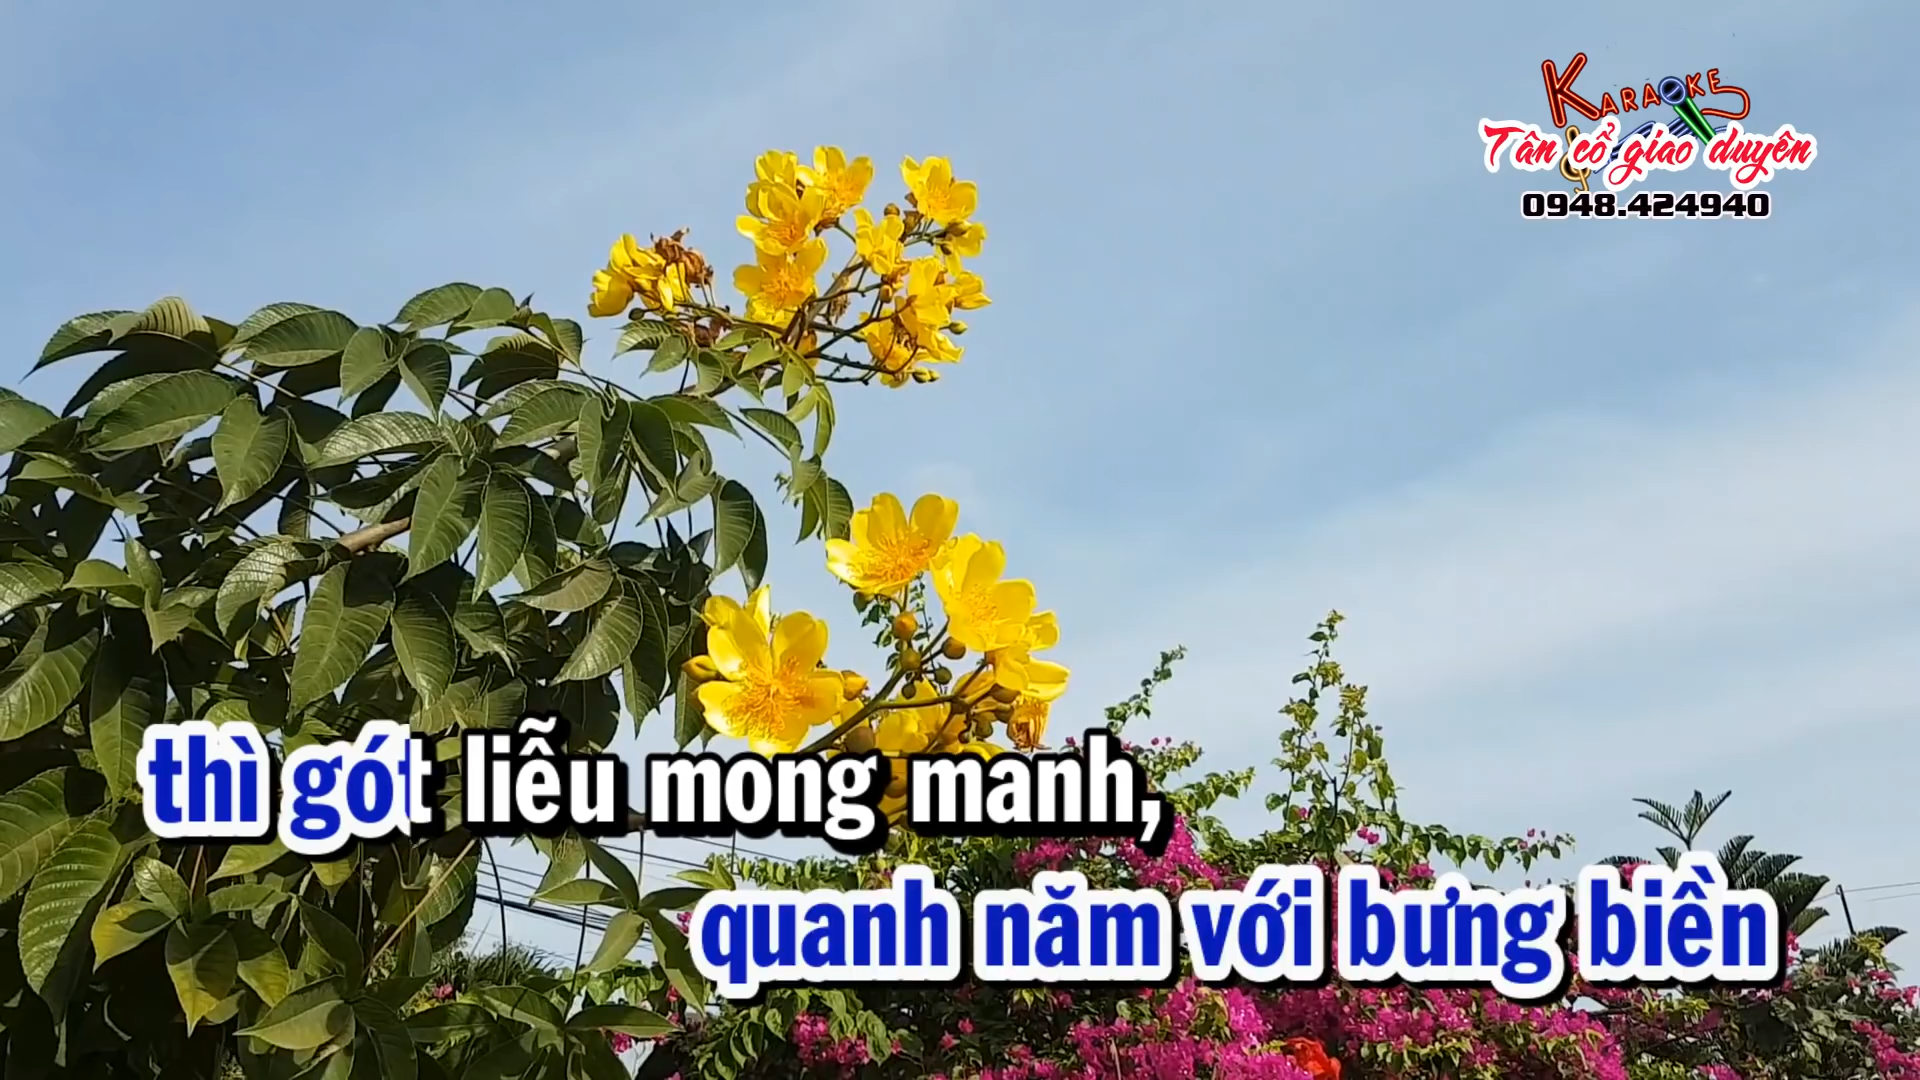 KARAOKE
Tân cổ giao duyên
0948.424940
thì gót liễu mong manh,
quanh năm với bưng biền